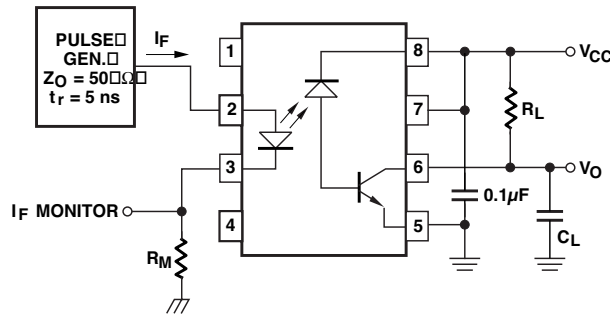 PULSE□
GEN.□
Z_O = 50□Ω□
t_r = 5 ns
I_F
1
2
3
4
8
7
6
5
V_CC
R_L
V_O
0.1µF
C_L
I_F MONITOR
R_M